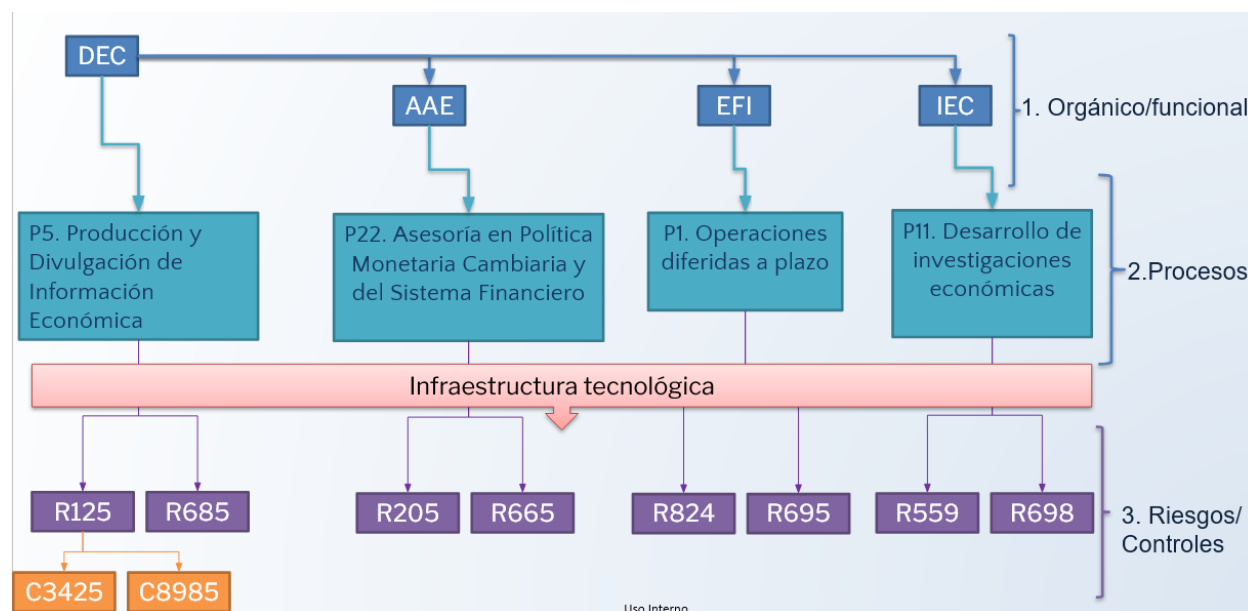 DEC
AAE
EFI
IEC
1. Orgánico/funcional
P5. Producción y
Divulgación de
Información
Económica
P22. Asesoría en Política
Monetaria Cambiaria y
del Sistema Financiero
P1. Operaciones
diferidas a plazo
P11. Desarrollo de
investigaciones
económicas
2.Procesos
Infraestructura tecnológica
R125
R685
R205
R665
R824
R695
R559
R698
3. Riesgos/
Controles
C3425
C8985
Uso Interno